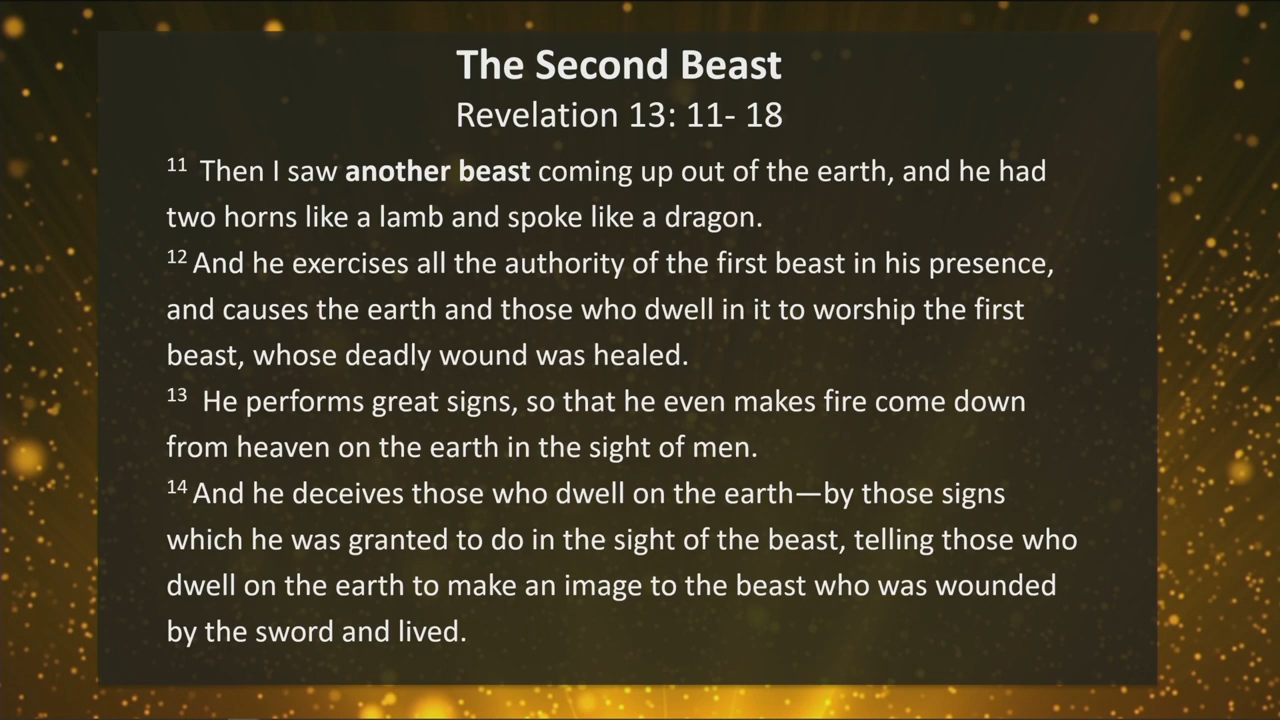 The Second Beast
Revelation 13: 11- 18
11 Then I saw another beast coming up out of the earth, and he had
two horns like a lamb and spoke like a dragon.
12 And he exercises all the authority of the first beast in his presence,
and causes the earth and those who dwell in it to worship the first
beast, whose deadly wound was healed.
13 He performs great signs, so that he even makes fire come down
from heaven on the earth in the sight of men.
14 And he deceives those who dwell on the earth—by those signs
which he was granted to do in the sight of the beast, telling those who
dwell on the earth to make an image to the beast who was wounded
by the sword and lived.